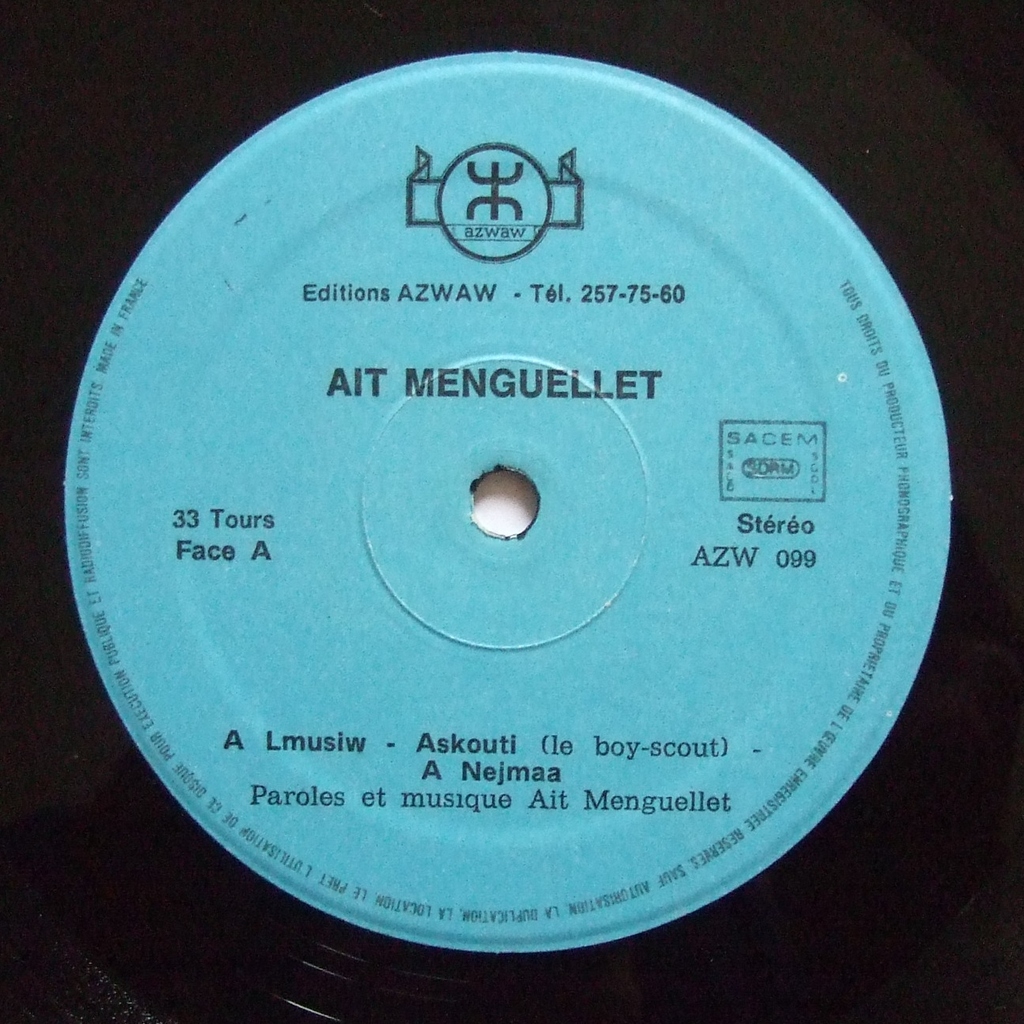 azwaw
Editions AZWAW - Tél. 257-75-60
AIT MENGUELLET
SACEM
SACD SDRM SGDL
33 Tours
Face A
Stéréo
AZW 099
A Lmusiw - Askouti (le boy-scout) -
A Nejmaa
Paroles et musique Ait Menguellet
TOUS DROITS DU PRODUCTEUR PHONOGRAPHIQUE ET DU PROPRIETAIRE DE L'ŒUVRE ENREGISTREE RESERVES. SAUF AUTORISATION, LA DUPLICATION, LA LOCATION, LE PRET L'UTILISATION DE CE DISQUE POUR EXECUTION PUBLIQUE ET RADIODIFFUSION SONT INTERDITS. MADE IN FRANCE